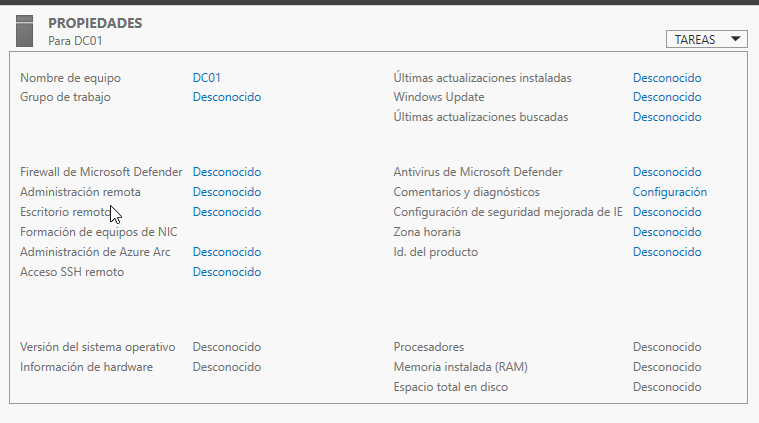 PROPIEDADES
Para DC01
TAREAS
Nombre de equipo DC01 Últimas actualizaciones instaladas Desconocido
Grupo de trabajo Desconocido Windows Update Desconocido
Últimas actualizaciones buscadas Desconocido
Firewall de Microsoft Defender Desconocido Antivirus de Microsoft Defender Desconocido
Administración remota Desconocido Comentarios y diagnósticos Configuración
Escritorio remoto Desconocido Configuración de seguridad mejorada de IE Desconocido
Formación de equipos de NIC Zona horaria Desconocido
Administración de Azure Arc Desconocido Id. del producto Desconocido
Acceso SSH remoto Desconocido
Versión del sistema operativo Desconocido Procesadores Desconocido
Información de hardware Desconocido Memoria instalada (RAM) Desconocido
Espacio total en disco Desconocido